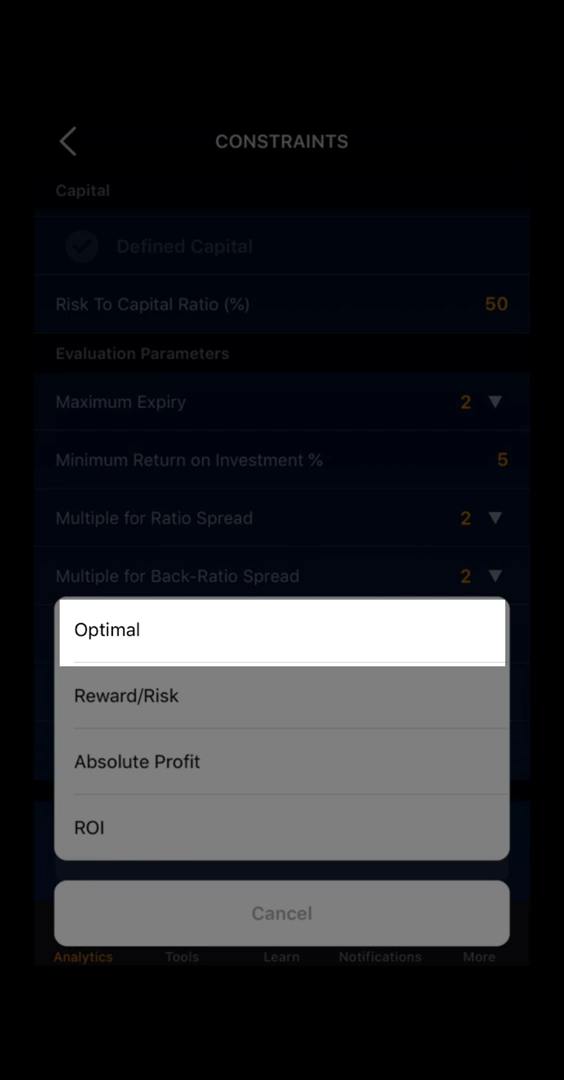 CONSTRAINTS
Capital
Defined Capital
Risk To Capital Ratio (%) 50
Evaluation Parameters
Maximum Expiry 2 ▼
Minimum Return on Investment % 5
Multiple for Ratio Spread 2 ▼
Multiple for Back-Ratio Spread 2 ▼
Optimal
Reward/Risk
Absolute Profit
ROI
Cancel
Analytics Tools Learn Notifications More